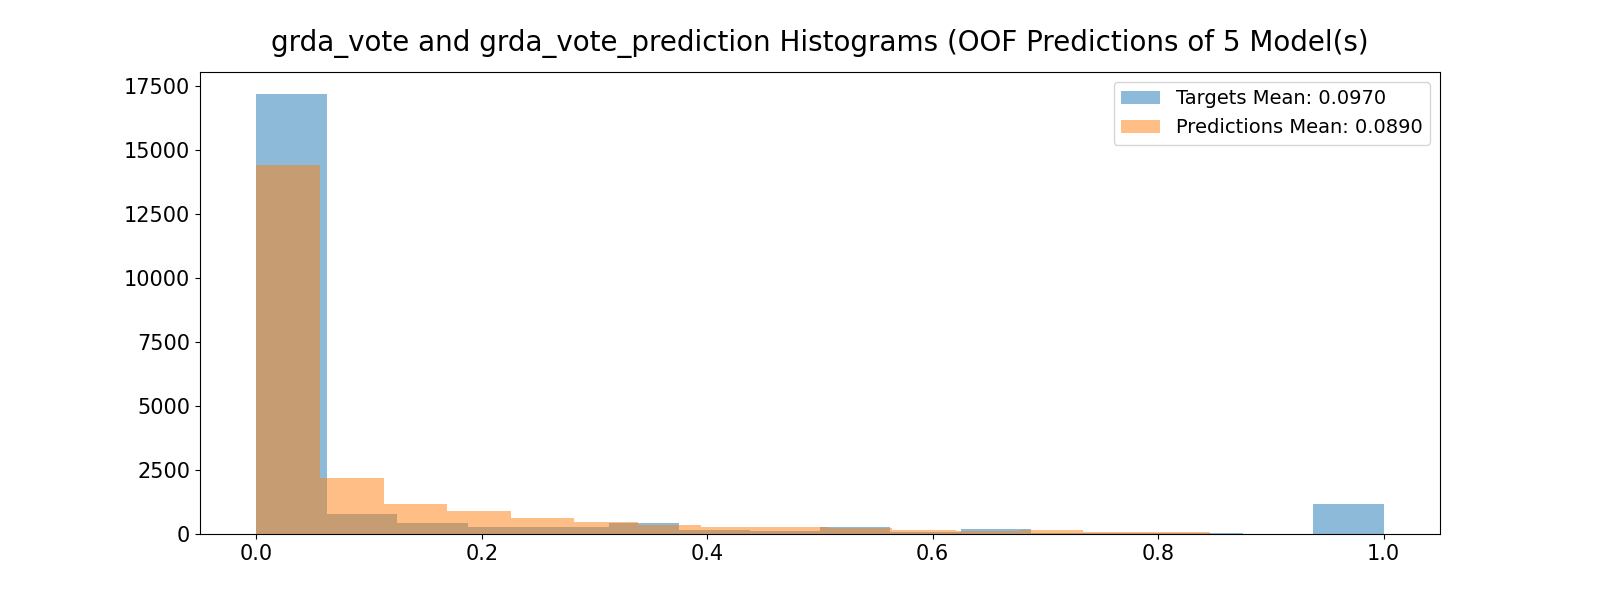 grda_vote and grda_vote_prediction Histograms (OOF Predictions of 5 Model(s)
Targets Mean: 0.0970
Predictions Mean: 0.0890
17500
15000
12500
10000
7500
5000
2500
0
0.0 0.2 0.4 0.6 0.8 1.0